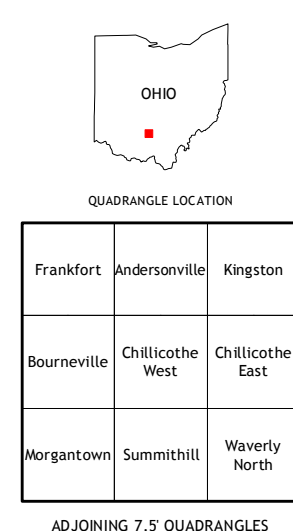 OHIO
QUADRANGLE LOCATION
Frankfort Andersonville Kingston
Bourneville Chillicothe West Chillicothe East
Morgantown Summithill Waverly North
ADJOINING 7.5' QUADRANGLES